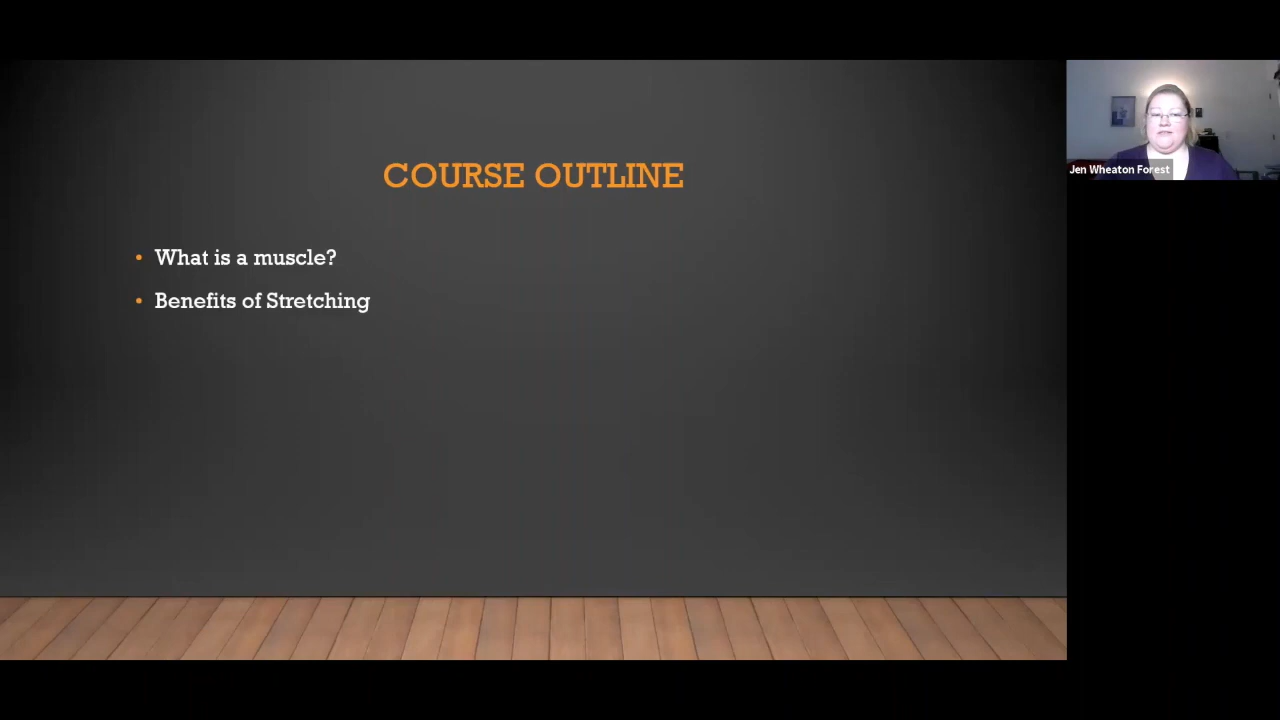 COURSE OUTLINE
• What is a muscle?
• Benefits of Stretching
Jen Wheaton Forest